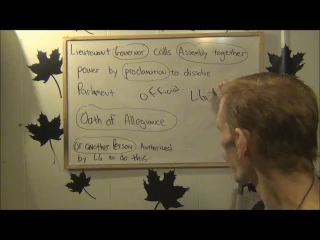 Lieutenant Governor calls Assembly together
power by proclamation to dissolve
Parliment
LG
Oath of Allegiance
or another Person Authorized
by LG to do this